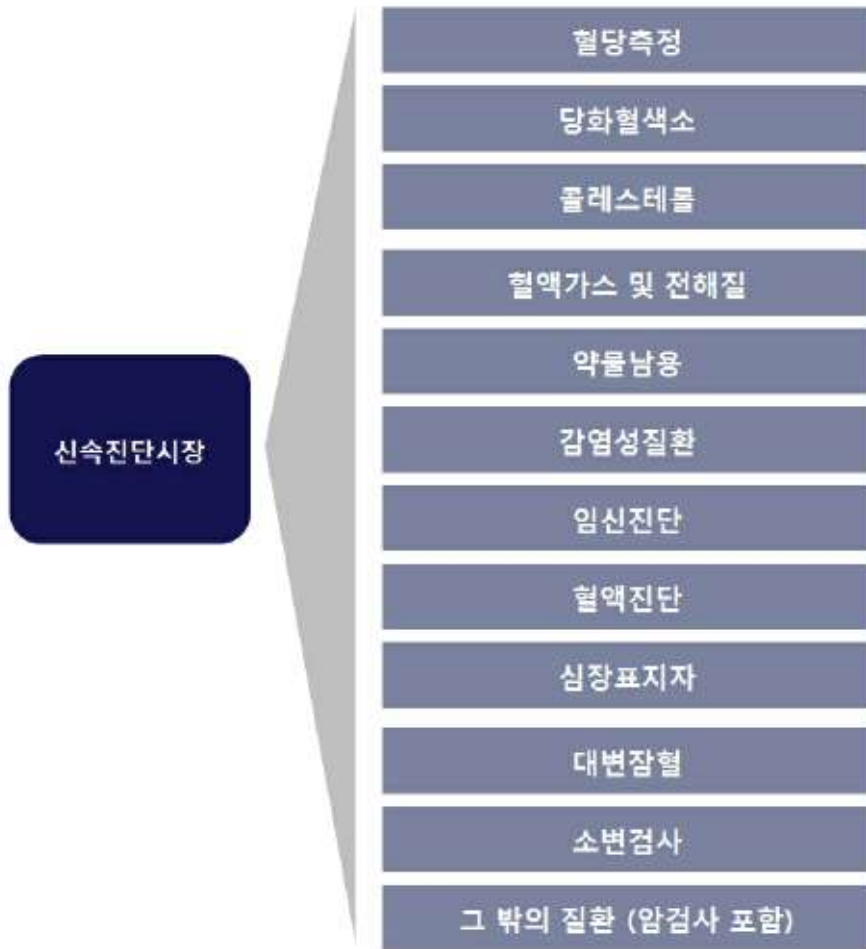 혈당측정
당화혈색소
콜레스테롤
혈액가스 및 전해질
약물남용
신속진단시장
감염성질환
임신진단
혈액진단
심장표지자
대변잠혈
소변검사
그 밖의 질환 (암검사 포함)